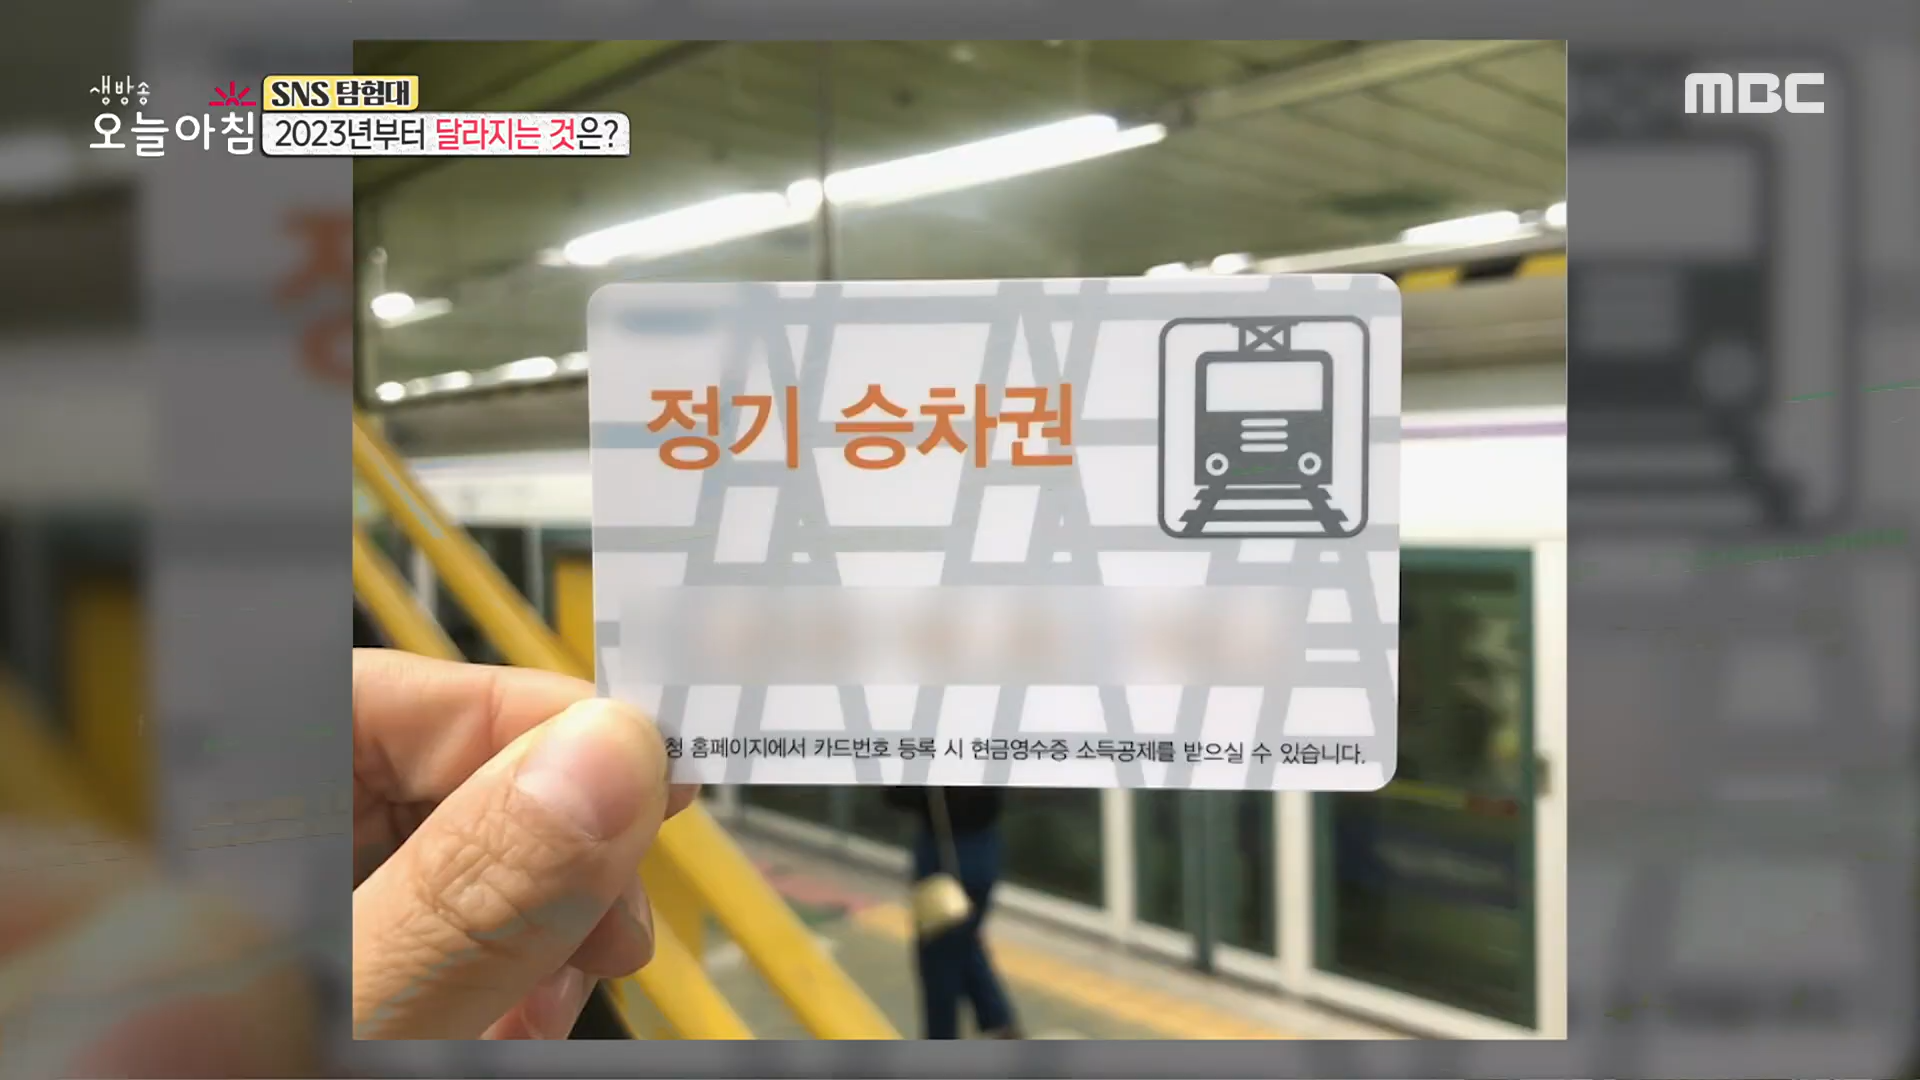 생방송
오늘아침
SNS 탐험대
2023년부터 달라지는 것은?
MBC
정기 승차권
청 홈페이지에서 카드번호 등록 시 현금영수증 소득공제를 받으실 수 있습니다.